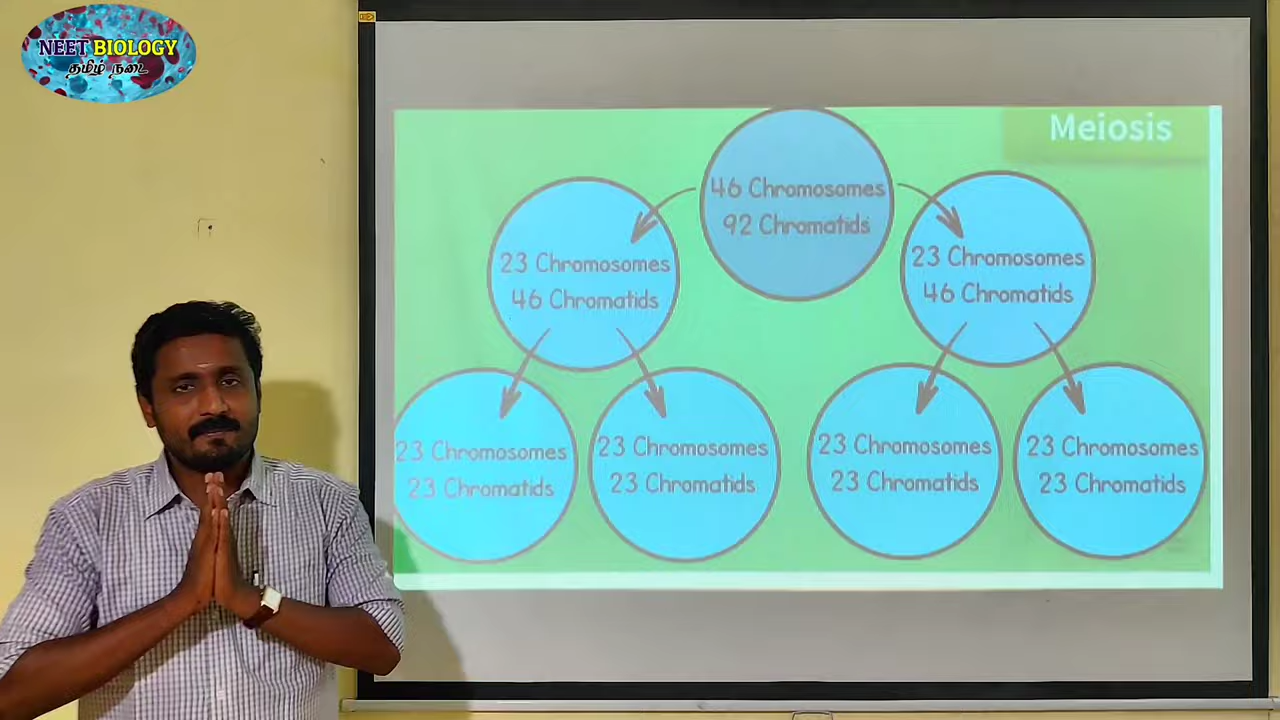 NEET BIOLOGY
தமிழ் நடை
Meiosis
46 Chromosomes
92 Chromatids
23 Chromosomes
46 Chromatids
23 Chromosomes
46 Chromatids
23 Chromosomes
23 Chromatids
23 Chromosomes
23 Chromatids
23 Chromosomes
23 Chromatids
23 Chromosomes
23 Chromatids